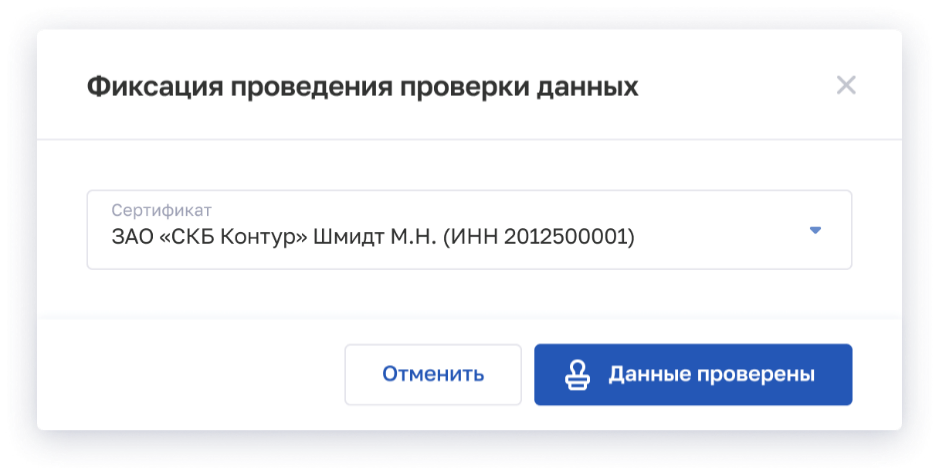 Фиксация проведения проверки данных
Сертификат
ЗАО «СКБ Контур» Шмидт М.Н. (ИНН 2012500001)
Отменить
Данные проверены